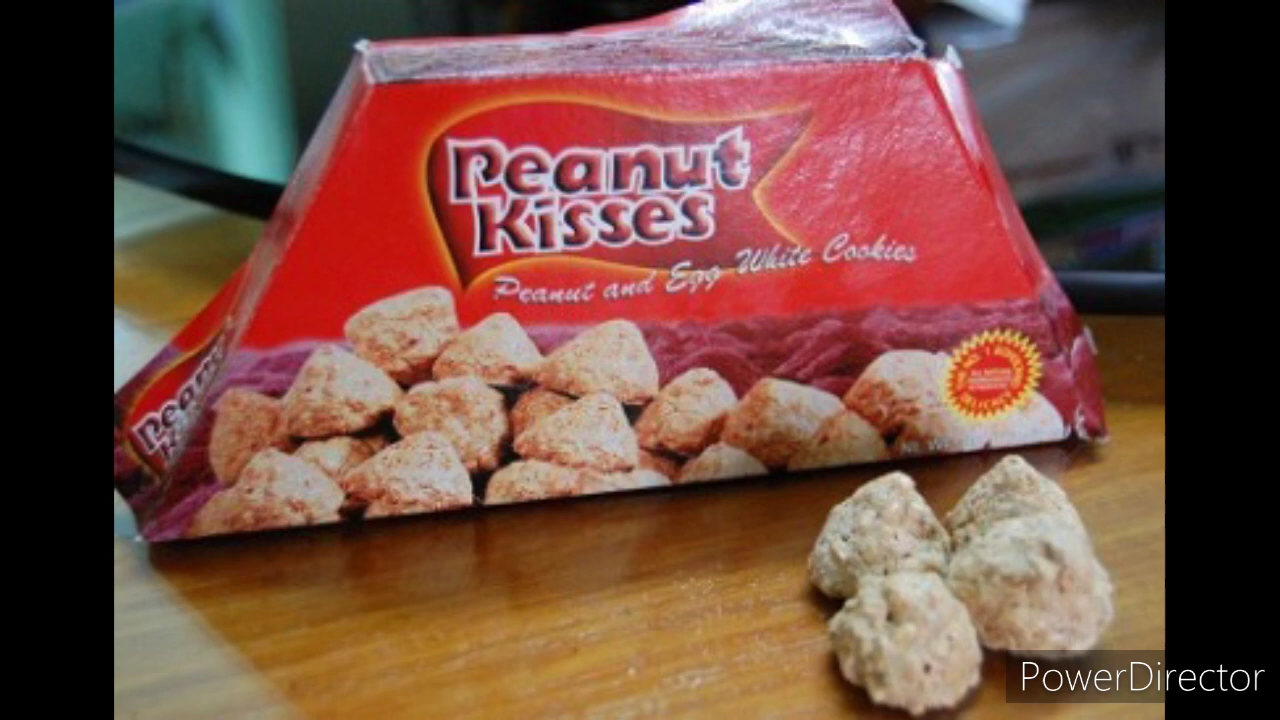 Peanut
Kisses
Peanut and Egg White Cookies
Peanut
K
PowerDirector